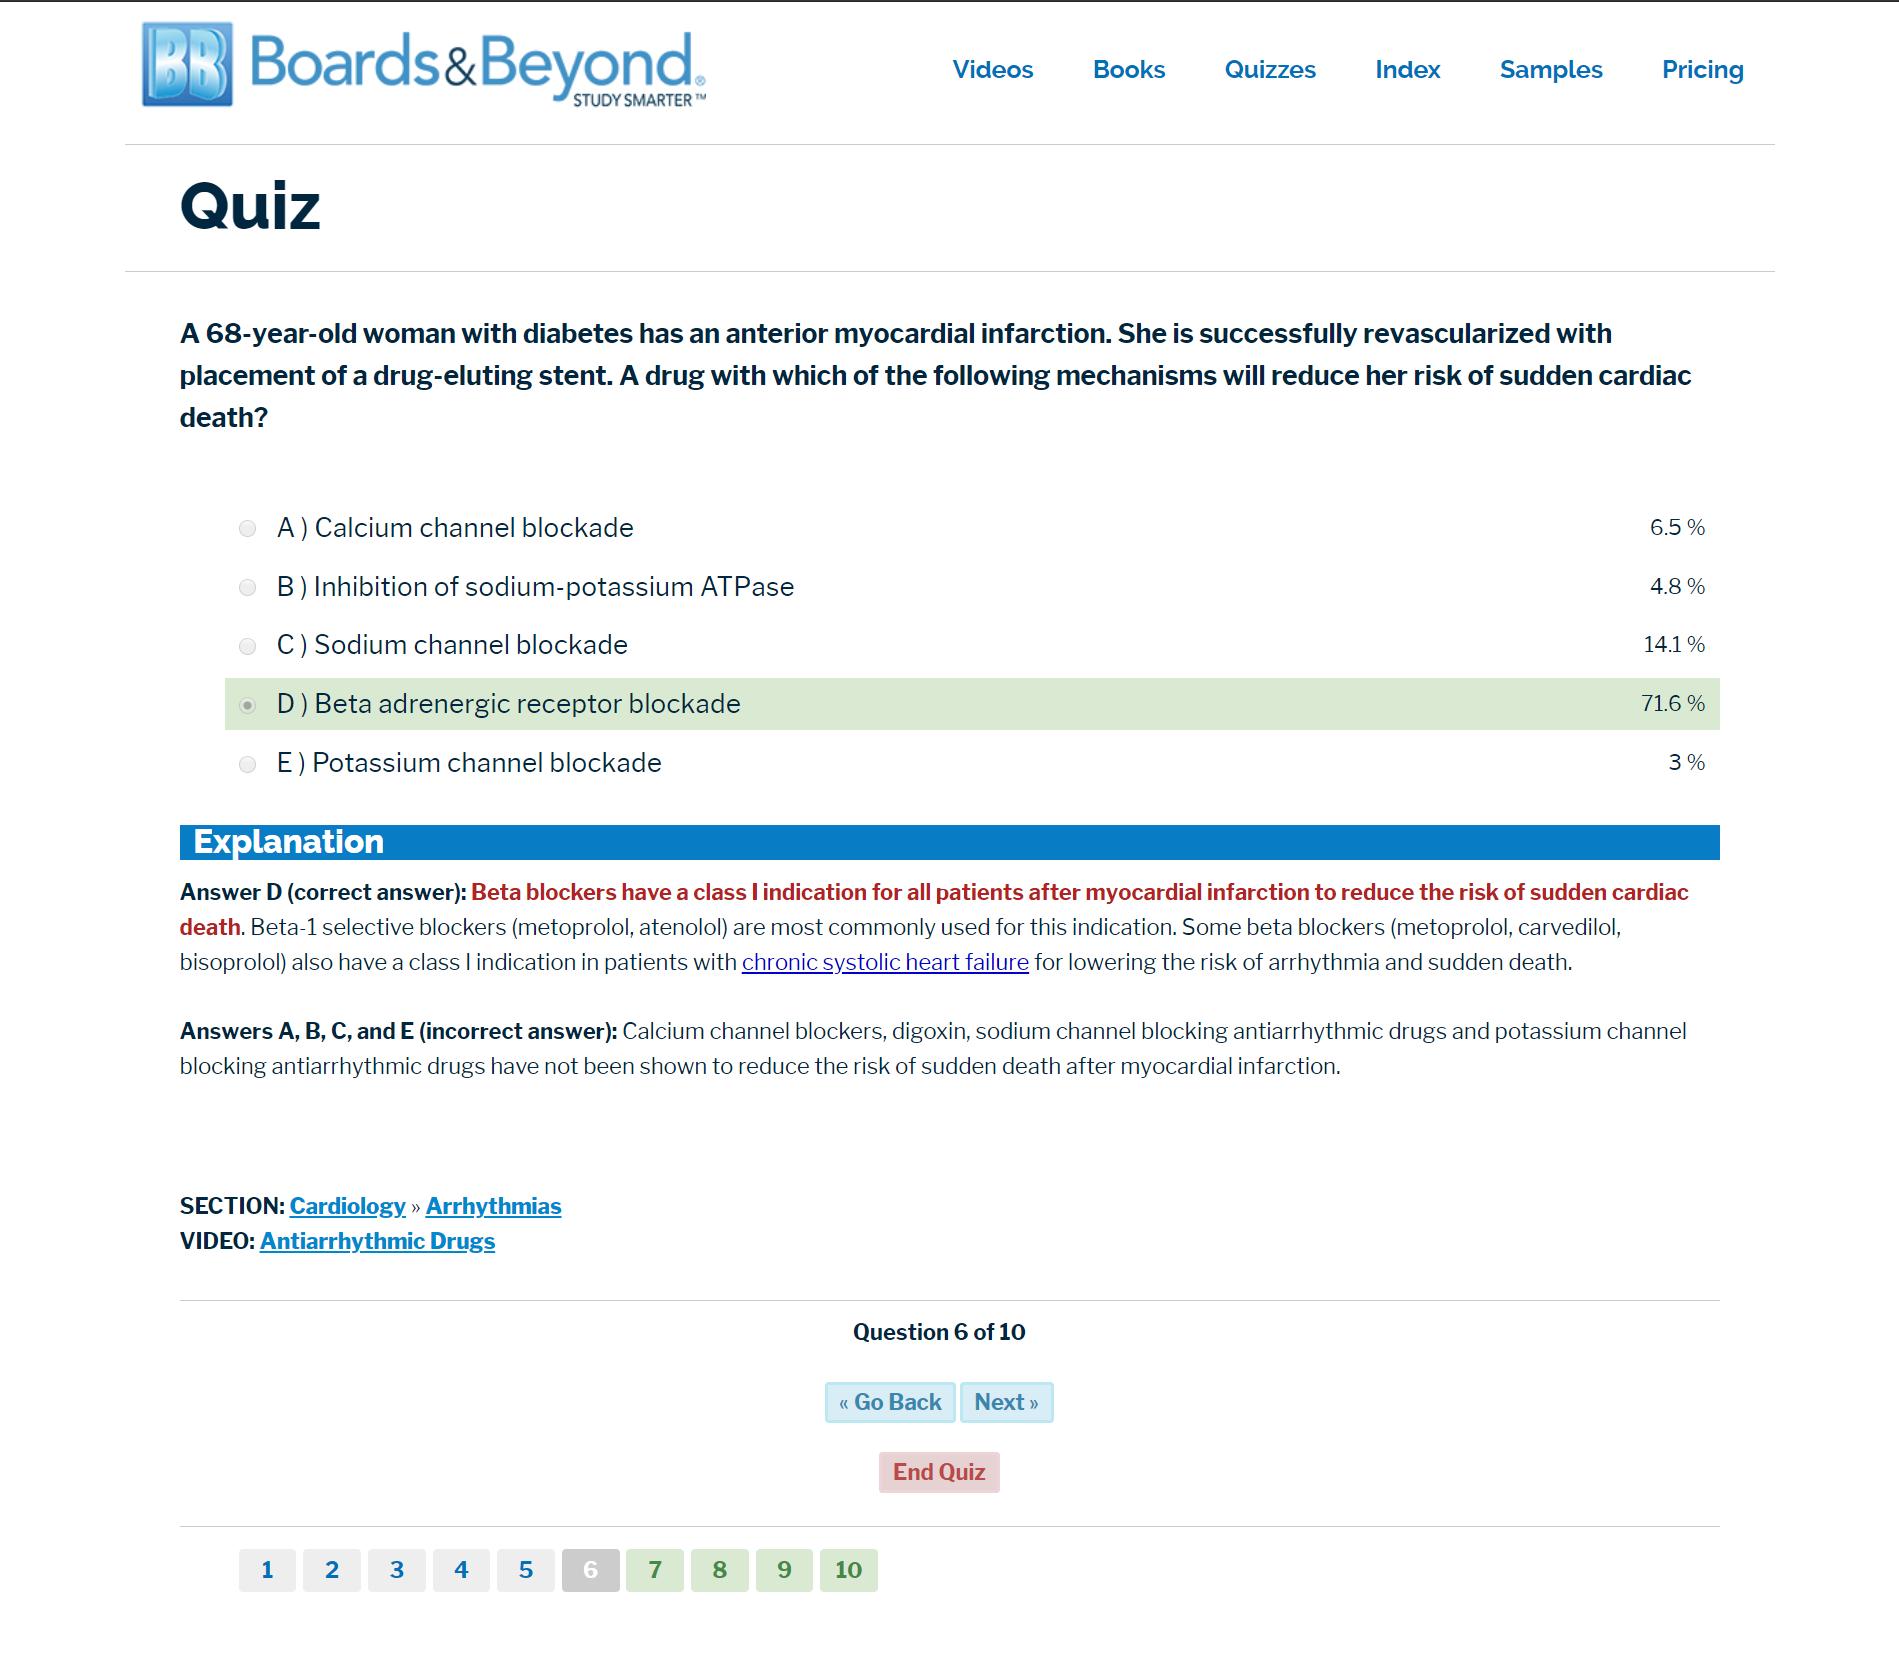 BB Boards&Beyond.®
STUDY SMARTER™
Videos Books Quizzes Index Samples Pricing
Quiz
A 68-year-old woman with diabetes has an anterior myocardial infarction. She is successfully revascularized with
placement of a drug-eluting stent. A drug with which of the following mechanisms will reduce her risk of sudden cardiac
death?
A ) Calcium channel blockade 6.5 %
B ) Inhibition of sodium-potassium ATPase 4.8 %
C ) Sodium channel blockade 14.1 %
D ) Beta adrenergic receptor blockade 71.6 %
E ) Potassium channel blockade 3 %
Explanation
Answer D (correct answer): Beta blockers have a class I indication for all patients after myocardial infarction to reduce the risk of sudden cardiac
death. Beta-1 selective blockers (metoprolol, atenolol) are most commonly used for this indication. Some beta blockers (metoprolol, carvedilol,
bisoprolol) also have a class I indication in patients with chronic systolic heart failure for lowering the risk of arrhythmia and sudden death.
Answers A, B, C, and E (incorrect answer): Calcium channel blockers, digoxin, sodium channel blocking antiarrhythmic drugs and potassium channel
blocking antiarrhythmic drugs have not been shown to reduce the risk of sudden death after myocardial infarction.
SECTION: Cardiology » Arrhythmias
VIDEO: Antiarrhythmic Drugs
Question 6 of 10
« Go Back Next »
End Quiz
1 2 3 4 5 6 7 8 9 10